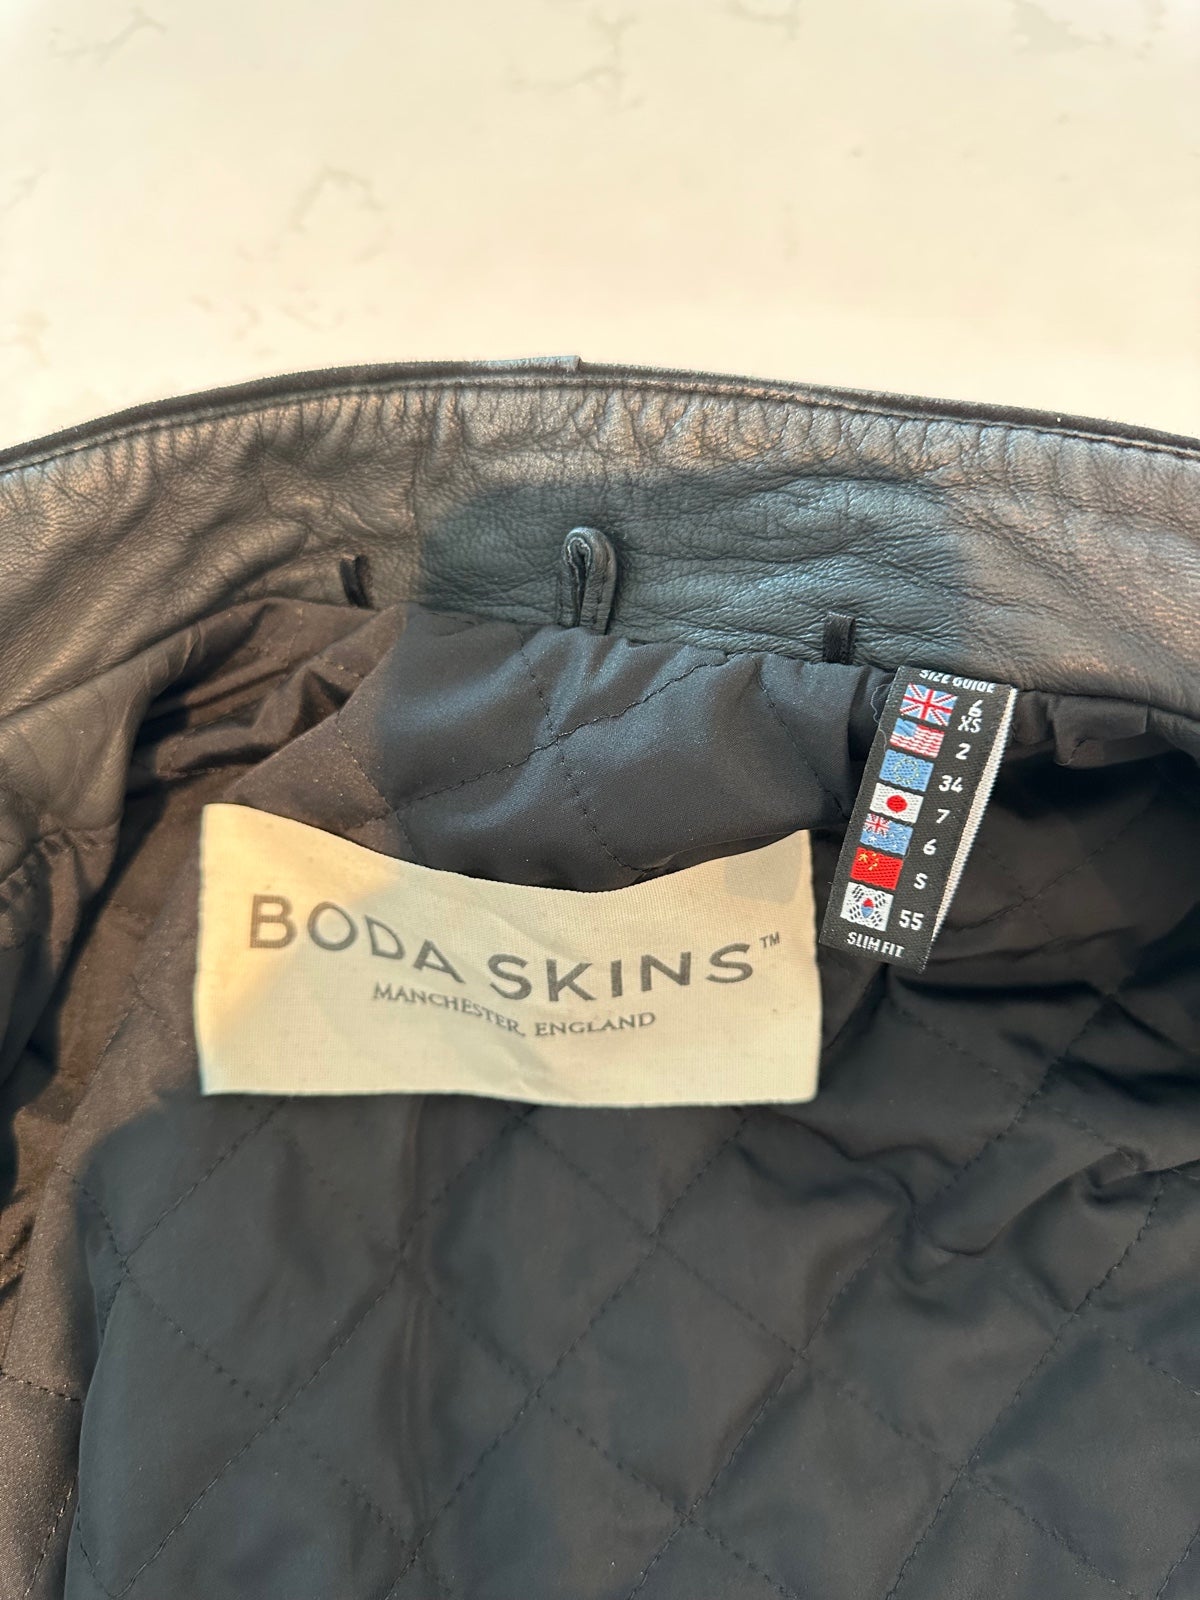 BODA SKINS™
MANCHESTER, ENGLAND
SIZE GUIDE
6
XS
2
34
7
6
S
55
SLIM FIT